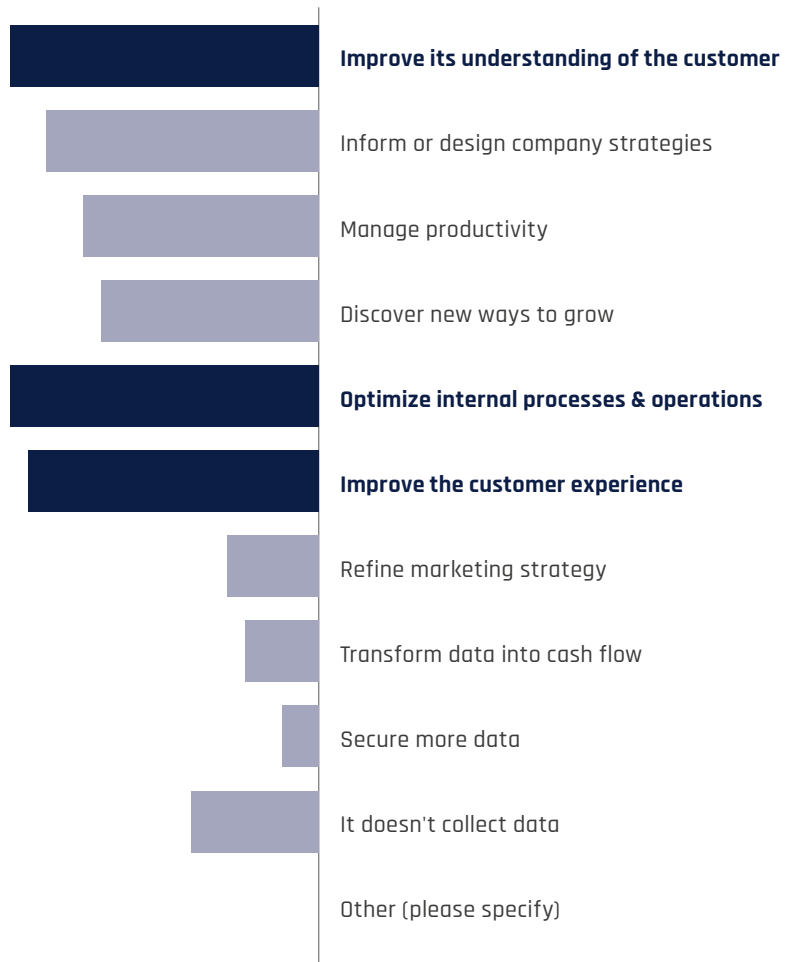 Improve its understanding of the customer
Inform or design company strategies
Manage productivity
Discover new ways to grow
Optimize internal processes & operations
Improve the customer experience
Refine marketing strategy
Transform data into cash flow
Secure more data
It doesn't collect data
Other (please specify)